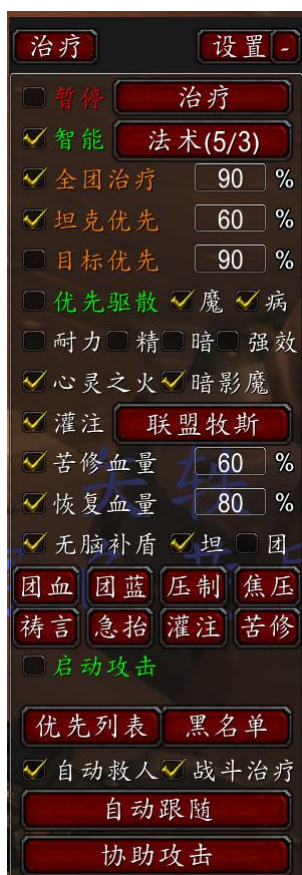 治疗 设置 -
暂停 治疗
智能 法术(5/3)
全团治疗 90 %
坦克优先 60 %
目标优先 90 %
优先驱散 魔 病
耐力 精 暗 强效
心灵之火 暗影魔
灌注 联盟牧斯
苦修血量 60 %
恢复血量 80 %
无脑补盾 坦 团
团血 团蓝 压制 焦压
祷言 急抬 灌注 苦修
启动攻击
优先列表 黑名单
自动救人 战斗治疗
自动跟随
协助攻击